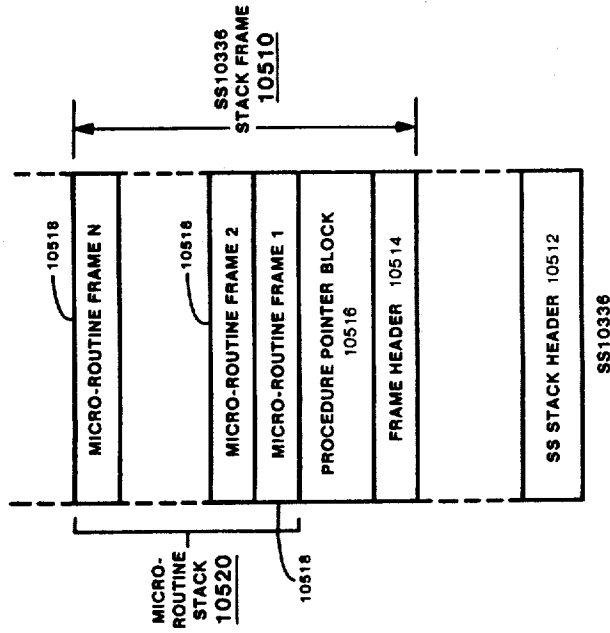 10518
MICRO-ROUTINE FRAME N
SS10336
STACK FRAME
10510
10518
MICRO-ROUTINE FRAME 2
MICRO-ROUTINE FRAME 1
MICRO-
ROUTINE
STACK
10520
10518
PROCEDURE POINTER BLOCK
10516
FRAME HEADER 10514
SS STACK HEADER 10512
SS10336